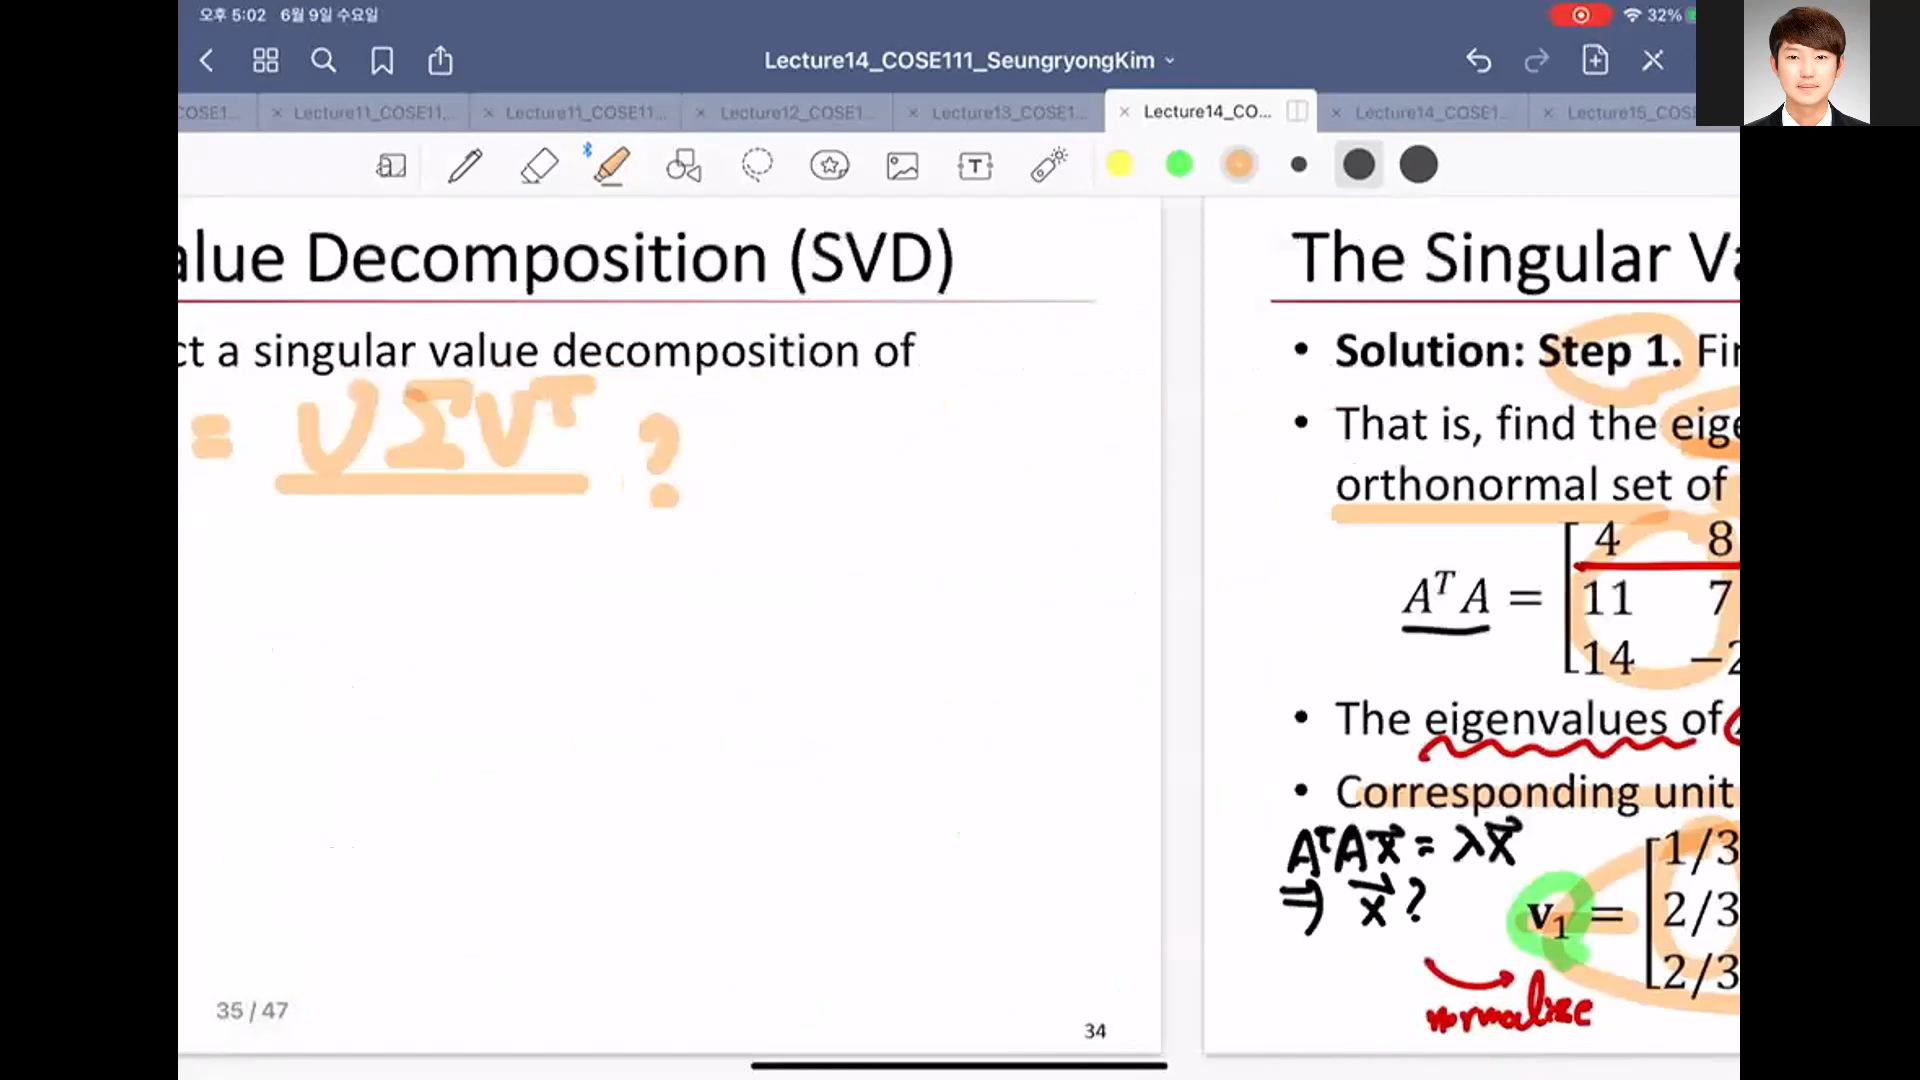 오후 5:02 6월 9일 수요일
32%
Lecture14_COSE111_SeungryongKim
COSE1...
Lecture11_COSE11...
Lecture11_COSE11...
Lecture12_COSE1...
Lecture13_COSE1...
Lecture14_CO...
Lecture14_COSE1...
Lecture15_COS
alue Decomposition (SVD)
ct a singular value decomposition of
= UΣVᵀ ?
35 / 47
34
The Singular Va
• Solution: Step 1. Fin
• That is, find the eige
orthonormal set of
4 8
AᵀA = 11 7
14 −2
• The eigenvalues of
• Corresponding unit
AᵀAx⃗ = λx⃗
⇒ x⃗ ?
1/3
v₁ = 2/3
2/3
normalize